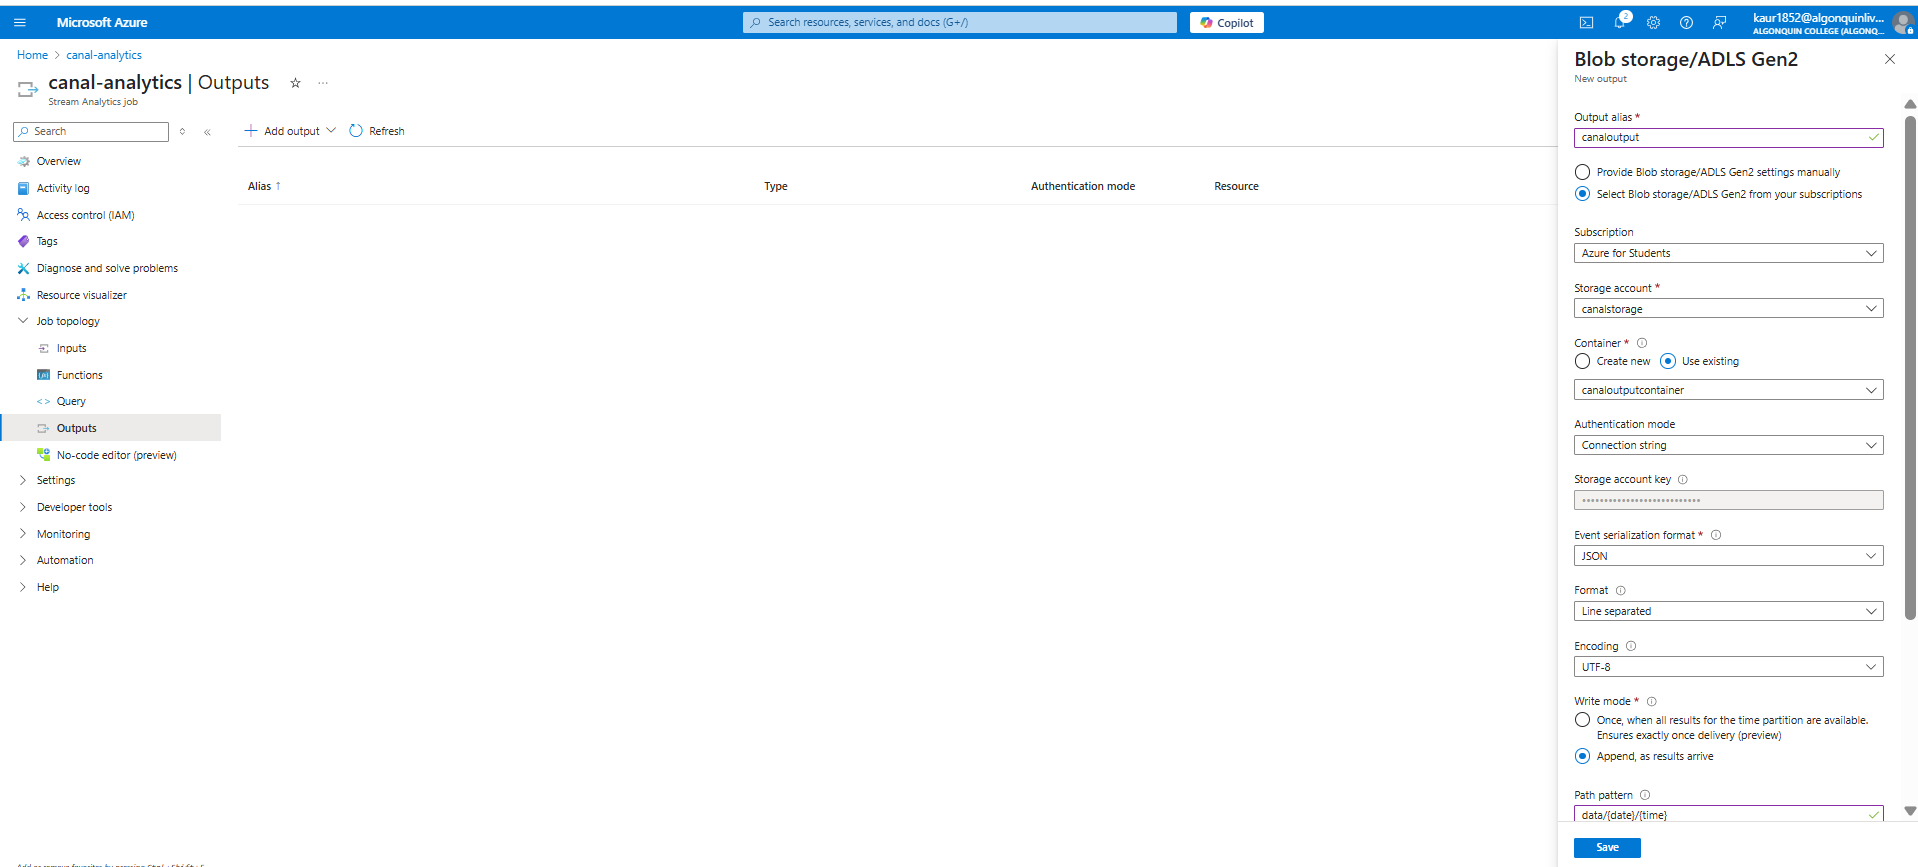 Microsoft Azure
Search resources, services, and docs (G+/)
Copilot
2
kaur1852@algonquinliv...
ALGONQUIN COLLEGE (ALGONQ...
Home > canal-analytics
canal-analytics | Outputs
Stream Analytics job
Search
Add output
Refresh
Overview
Activity log
Access control (IAM)
Tags
Diagnose and solve problems
Resource visualizer
Job topology
Inputs
Functions
Query
Outputs
No-code editor (preview)
Settings
Developer tools
Monitoring
Automation
Help
Alias ↑ Type Authentication mode Resource
Blob storage/ADLS Gen2
New output
Output alias *
canaloutput
Provide Blob storage/ADLS Gen2 settings manually
Select Blob storage/ADLS Gen2 from your subscriptions
Subscription
Azure for Students
Storage account *
canalstorage
Container *
Create new Use existing
canaloutputcontainer
Authentication mode
Connection string
Storage account key
Event serialization format *
JSON
Format
Line separated
Encoding
UTF-8
Write mode *
Once, when all results for the time partition are available.
Ensures exactly once delivery (preview)
Append, as results arrive
Path pattern
data/{date}/{time}
Save